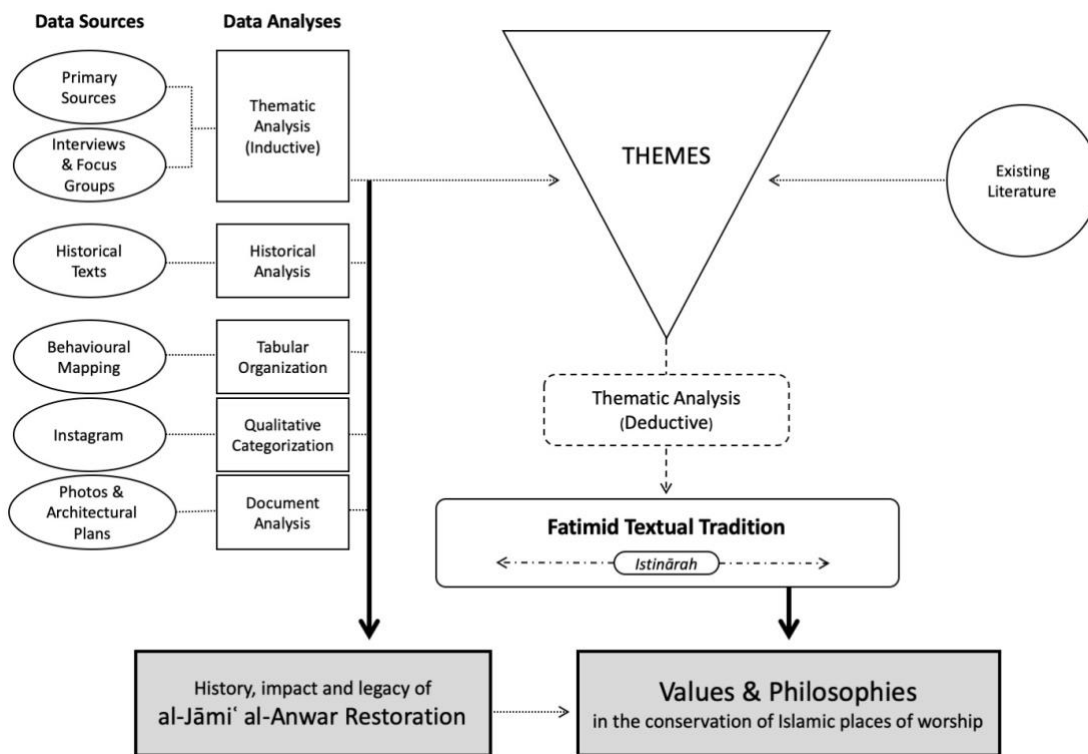 Data Sources
Data Analyses
Primary
Sources
Interviews
& Focus
Groups
Thematic
Analysis
(Inductive)
Historical
Texts
Historical
Analysis
Behavioural
Mapping
Tabular
Organization
Instagram
Qualitative
Categorization
Photos &
Architectural
Plans
Document
Analysis
THEMES
Existing
Literature
Thematic Analysis
(Deductive)
Fatimid Textual Tradition
Istinārah
History, impact and legacy of
al-Jāmiʿ al-Anwar Restoration
Values & Philosophies
in the conservation of Islamic places of worship